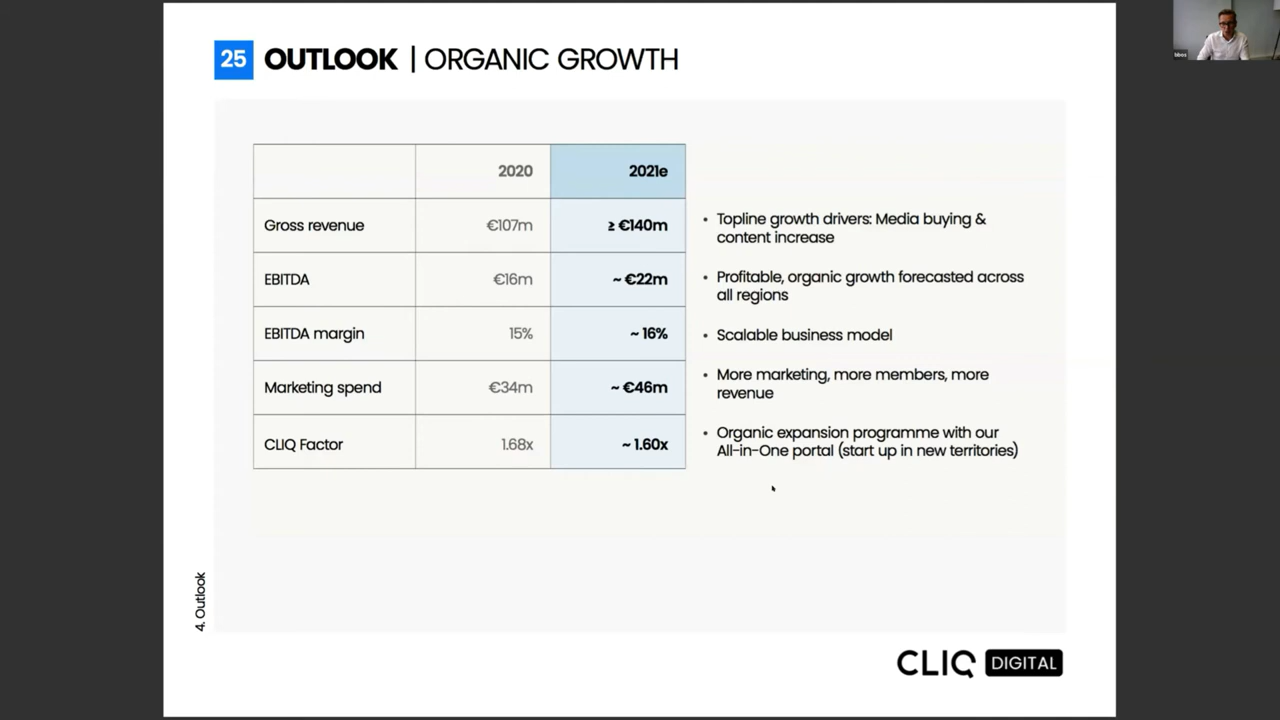 25 OUTLOOK | ORGANIC GROWTH
2020 2021e
Gross revenue €107m ≥ €140m
EBITDA €16m ~ €22m
EBITDA margin 15% ~ 16%
Marketing spend €34m ~ €46m
CLIQ Factor 1.68x ~ 1.60x
• Topline growth drivers: Media buying &
content increase
• Profitable, organic growth forecasted across
all regions
• Scalable business model
• More marketing, more members, more
revenue
• Organic expansion programme with our
All-in-One portal (start up in new territories)
4. Outlook
CLIQ DIGITAL